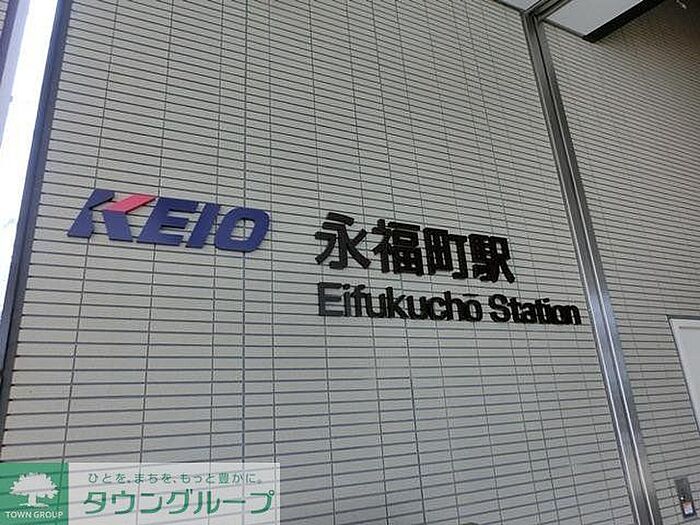 KEIO
永福町駅
Eifukuchō Station
ひとを、まちを、もっと豊かに。
タウングループ
TOWN GROUP